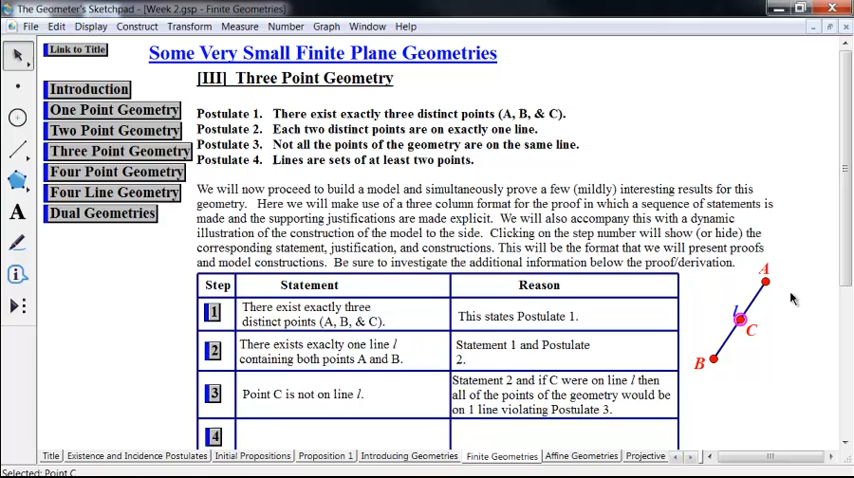 The Geometer's Sketchpad - [Week 2.gsp - Finite Geometries]
File Edit Display Construct Transform Measure Number Graph Window Help
Link to Title
Some Very Small Finite Plane Geometries
[III] Three Point Geometry
Introduction
One Point Geometry
Two Point Geometry
Three Point Geometry
Four Point Geometry
Four Line Geometry
Dual Geometries
Postulate 1. There exist exactly three distinct points (A, B, & C).
Postulate 2. Each two distinct points are on exactly one line.
Postulate 3. Not all the points of the geometry are on the same line.
Postulate 4. Lines are sets of at least two points.
We will now proceed to build a model and simultaneously prove a few (mildly) interesting results for this
geometry. Here we will make use of a three column format for the proof in which a sequence of statements is
made and the supporting justifications are made explicit. We will also accompany this with a dynamic
illustration of the construction of the model to the side. Clicking on the step number will show (or hide) the
corresponding statement, justification, and constructions. This will be the format that we will present proofs
and model constructions. Be sure to investigate the additional information below the proof/derivation.
Step Statement Reason
1
There exist exactly three
distinct points (A, B, & C).
This states Postulate 1.
2
There exists exaclty one line l
containing both points A and B.
Statement 1 and Postulate
2.
3
Point C is not on line l.
Statement 2 and if C were on line l then
all of the points of the geometry would be
on 1 line violating Postulate 3.
4
A
l
C
B
A
Title Existence and Incidence Postulates Initial Propositions Proposition 1 Introducing Geometries Finite Geometries Affine Geometries Projective
Selected: Point C